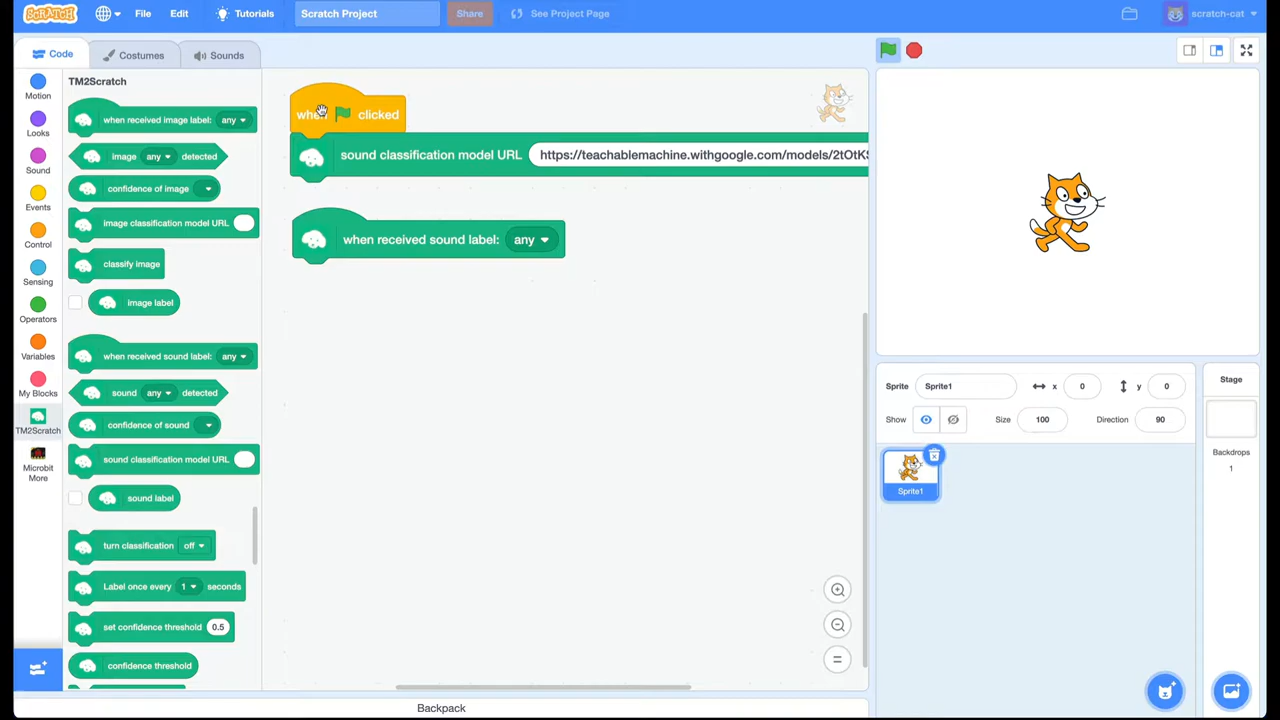 SCRATCH File Edit Tutorials Scratch Project Share See Project Page scratch-cat
Code Costumes Sounds
Motion
Looks
Sound
Events
Control
Sensing
Operators
Variables
My Blocks
TM2Scratch
Microbit
More
TM2Scratch
when received image label: any
image any detected
confidence of image
image classification model URL
classify image
image label
when received sound label: any
sound any detected
confidence of sound
sound classification model URL
sound label
turn classification off
Label once every 1 seconds
set confidence threshold 0.5
confidence threshold
when clicked
sound classification model URL https://teachablemachine.withgoogle.com/models/2tOtK
when received sound label: any
Sprite Sprite1 x 0 y 0
Show Size 100 Direction 90
Sprite1
Stage
Backdrops
1
Backpack